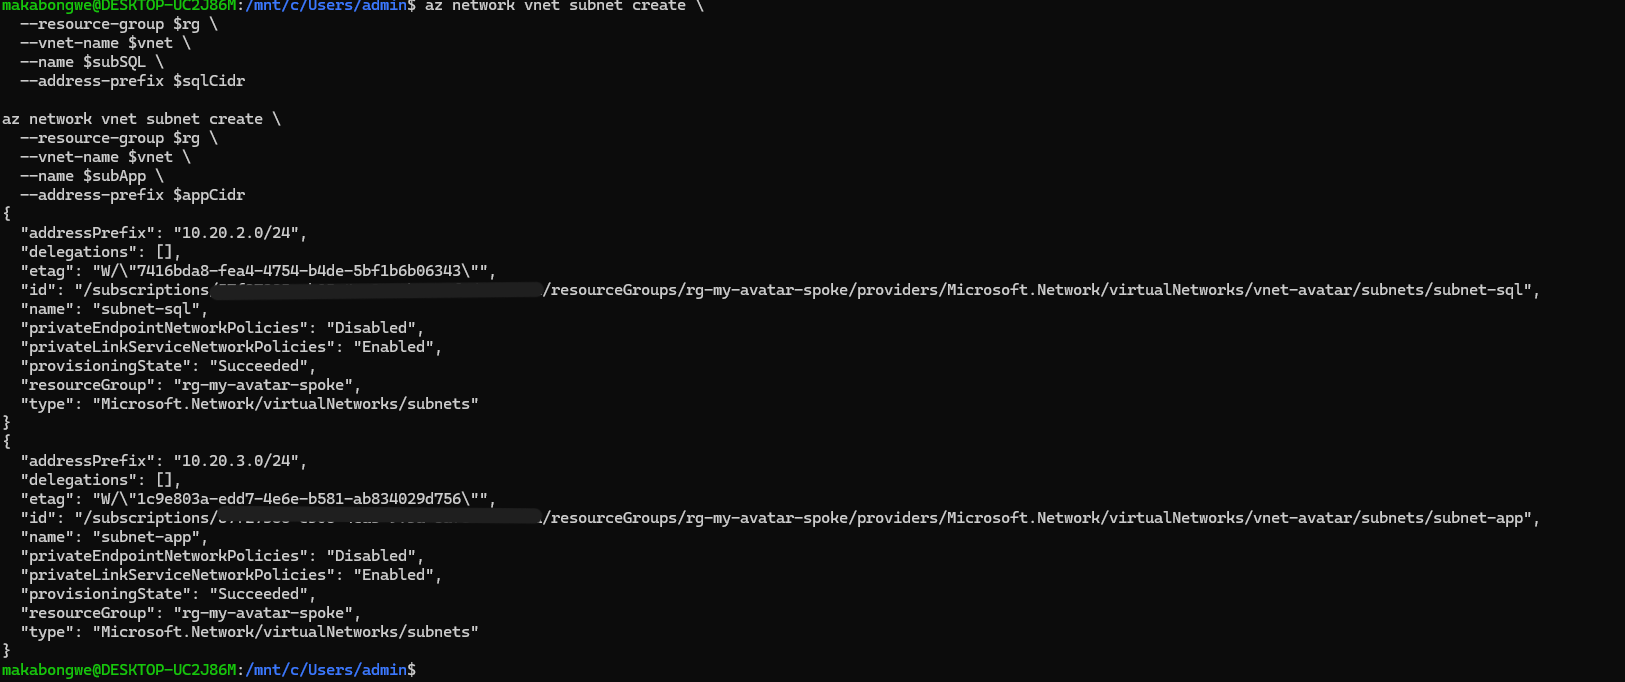 makabongwe@DESKTOP-UC2J86M:/mnt/c/Users/admin$ az network vnet subnet create \
--resource-group $rg \
--vnet-name $vnet \
--name $subSQL \
--address-prefix $sqlCidr
az network vnet subnet create \
--resource-group $rg \
--vnet-name $vnet \
--name $subApp \
--address-prefix $appCidr
{
"addressPrefix": "10.20.2.0/24",
"delegations": [],
"etag": "W/\"7416bda8-fea4-4754-b4de-5bf1b6b06343\"",
"id": "/subscriptions/resourceGroups/rg-my-avatar-spoke/providers/Microsoft.Network/virtualNetworks/vnet-avatar/subnets/subnet-sql",
"name": "subnet-sql",
"privateEndpointNetworkPolicies": "Disabled",
"privateLinkServiceNetworkPolicies": "Enabled",
"provisioningState": "Succeeded",
"resourceGroup": "rg-my-avatar-spoke",
"type": "Microsoft.Network/virtualNetworks/subnets"
}
{
"addressPrefix": "10.20.3.0/24",
"delegations": [],
"etag": "W/\"1c9e803a-edd7-4e6e-b581-ab834029d756\"",
"id": "/subscriptions/ /resourceGroups/rg-my-avatar-spoke/providers/Microsoft.Network/virtualNetworks/vnet-avatar/subnets/subnet-app",
"name": "subnet-app",
"privateEndpointNetworkPolicies": "Disabled",
"privateLinkServiceNetworkPolicies": "Enabled",
"provisioningState": "Succeeded",
"resourceGroup": "rg-my-avatar-spoke",
"type": "Microsoft.Network/virtualNetworks/subnets"
}
makabongwe@DESKTOP-UC2J86M:/mnt/c/Users/admin$